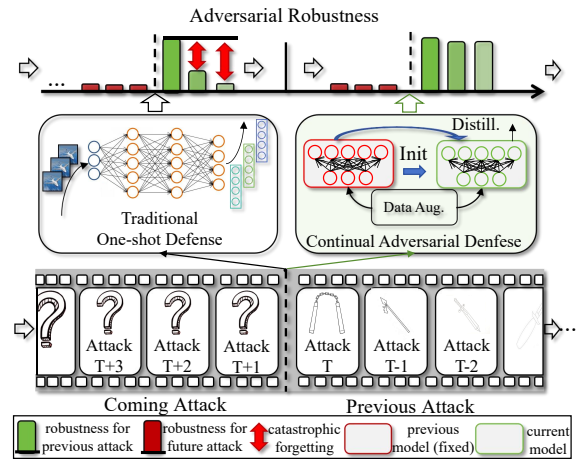 Adversarial Robustness
...
Distill.
Init
Data Aug.
Traditional
One-shot Defense
Continual Adversarial Denfese
?
?
?
?
Attack
T+3
Attack
T+2
Attack
T+1
Attack
T
Attack
T-1
Attack
T-2
...
Coming Attack
Previous Attack
robustness for
previous attack
robustness for
future attack
catastrophic
forgetting
previous
model (fixed)
current
model